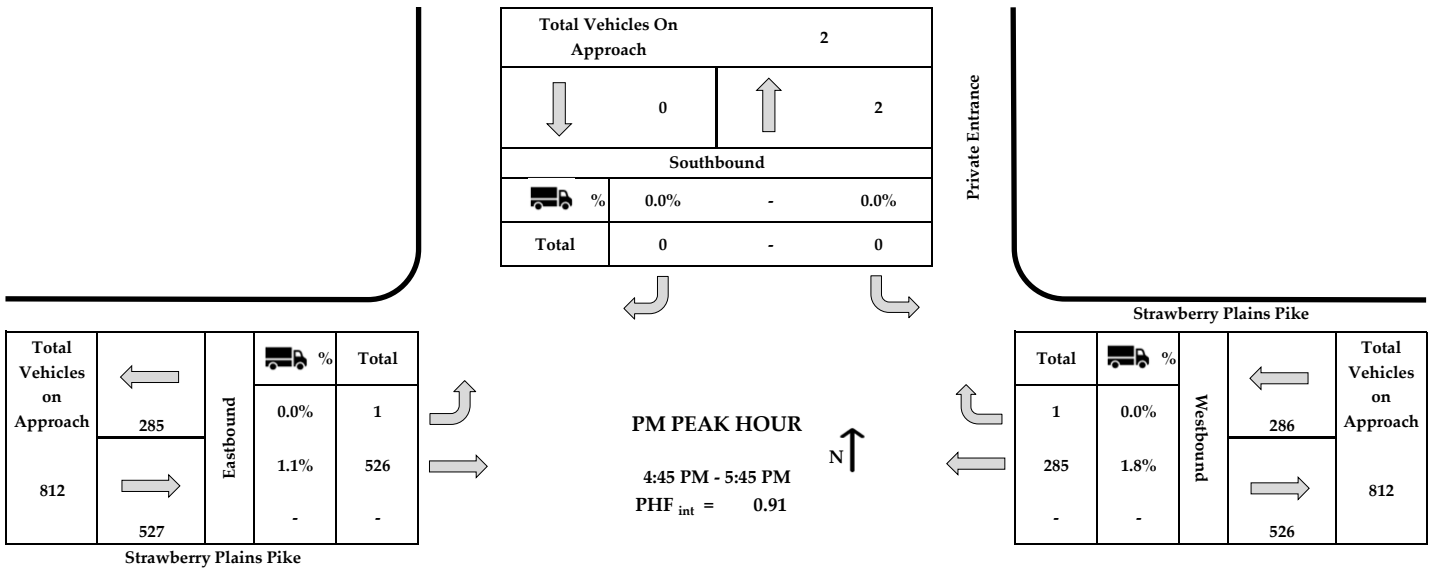 Total Vehicles On
Approach
2
0
2
Southbound
%
0.0%
-
0.0%
Total
0
-
0
Private Entrance
Strawberry Plains Pike
Total
Vehicles
on
Approach
812
285
527
Eastbound
%
Total
0.0%
1
1.1%
526
-
-
Strawberry Plains Pike
PM PEAK HOUR
N
4:45 PM - 5:45 PM
PHF int = 0.91
Total
%
1
0.0%
285
1.8%
-
-
Westbound
286
526
Total
Vehicles
on
Approach
812